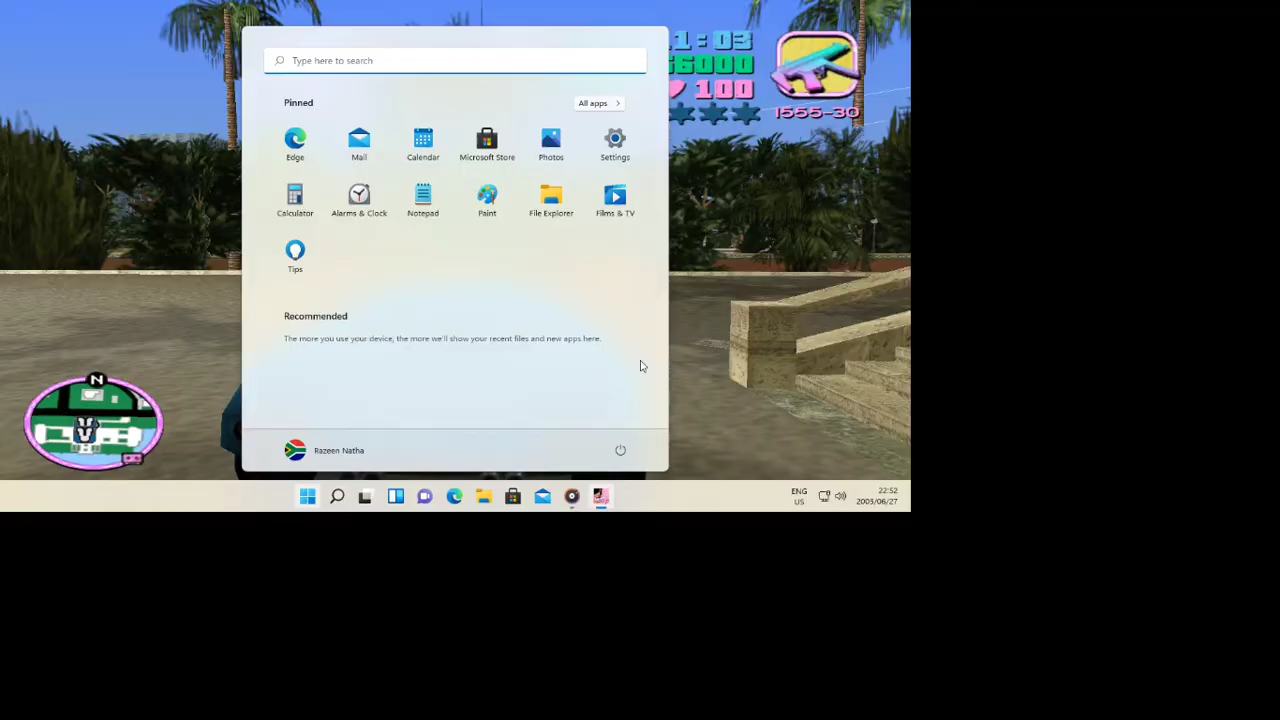 Type here to search
11:03
6000
100
1555-30
Pinned
All apps
Edge
Mail
Calendar
Microsoft Store
Photos
Settings
Calculator
Alarms & Clock
Notepad
Paint
File Explorer
Films & TV
Tips
Recommended
The more you use your device, the more we'll show your recent files and new apps here.
N
Razeen Natha
ENG
US
22:52
2003/06/27